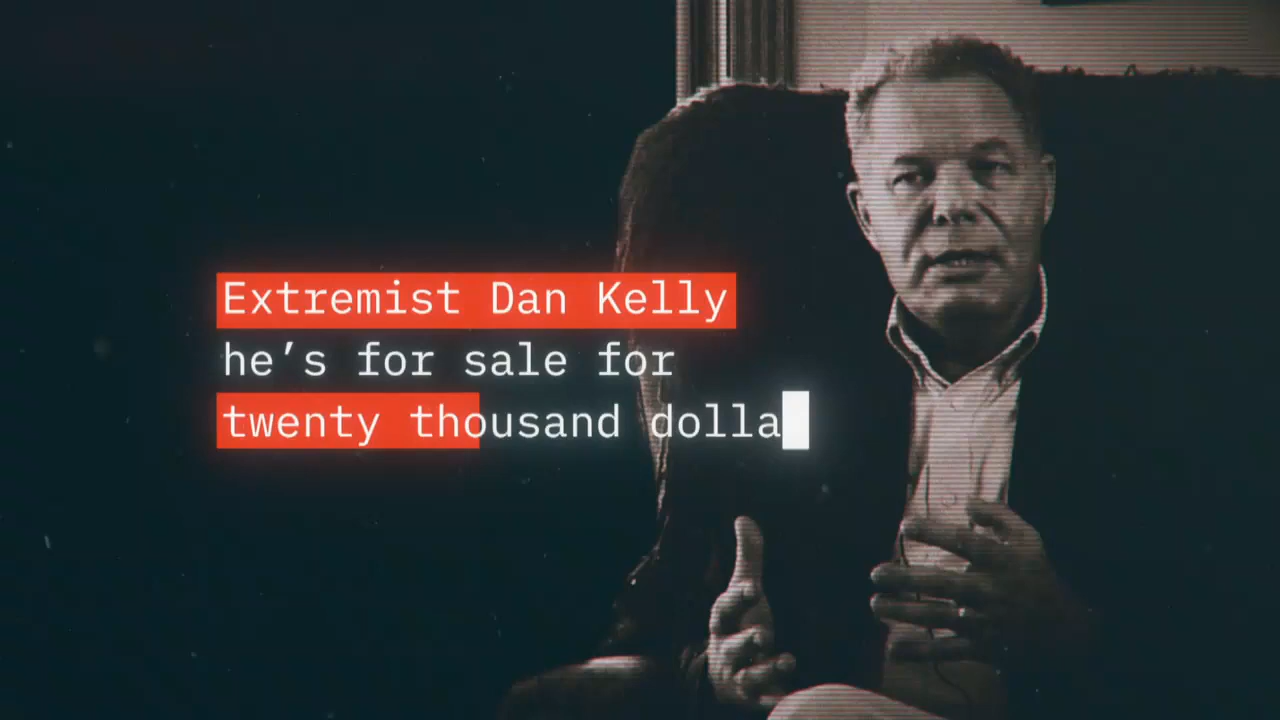 Extremist Dan Kelly
he’s for sale for
twenty thousand dolla